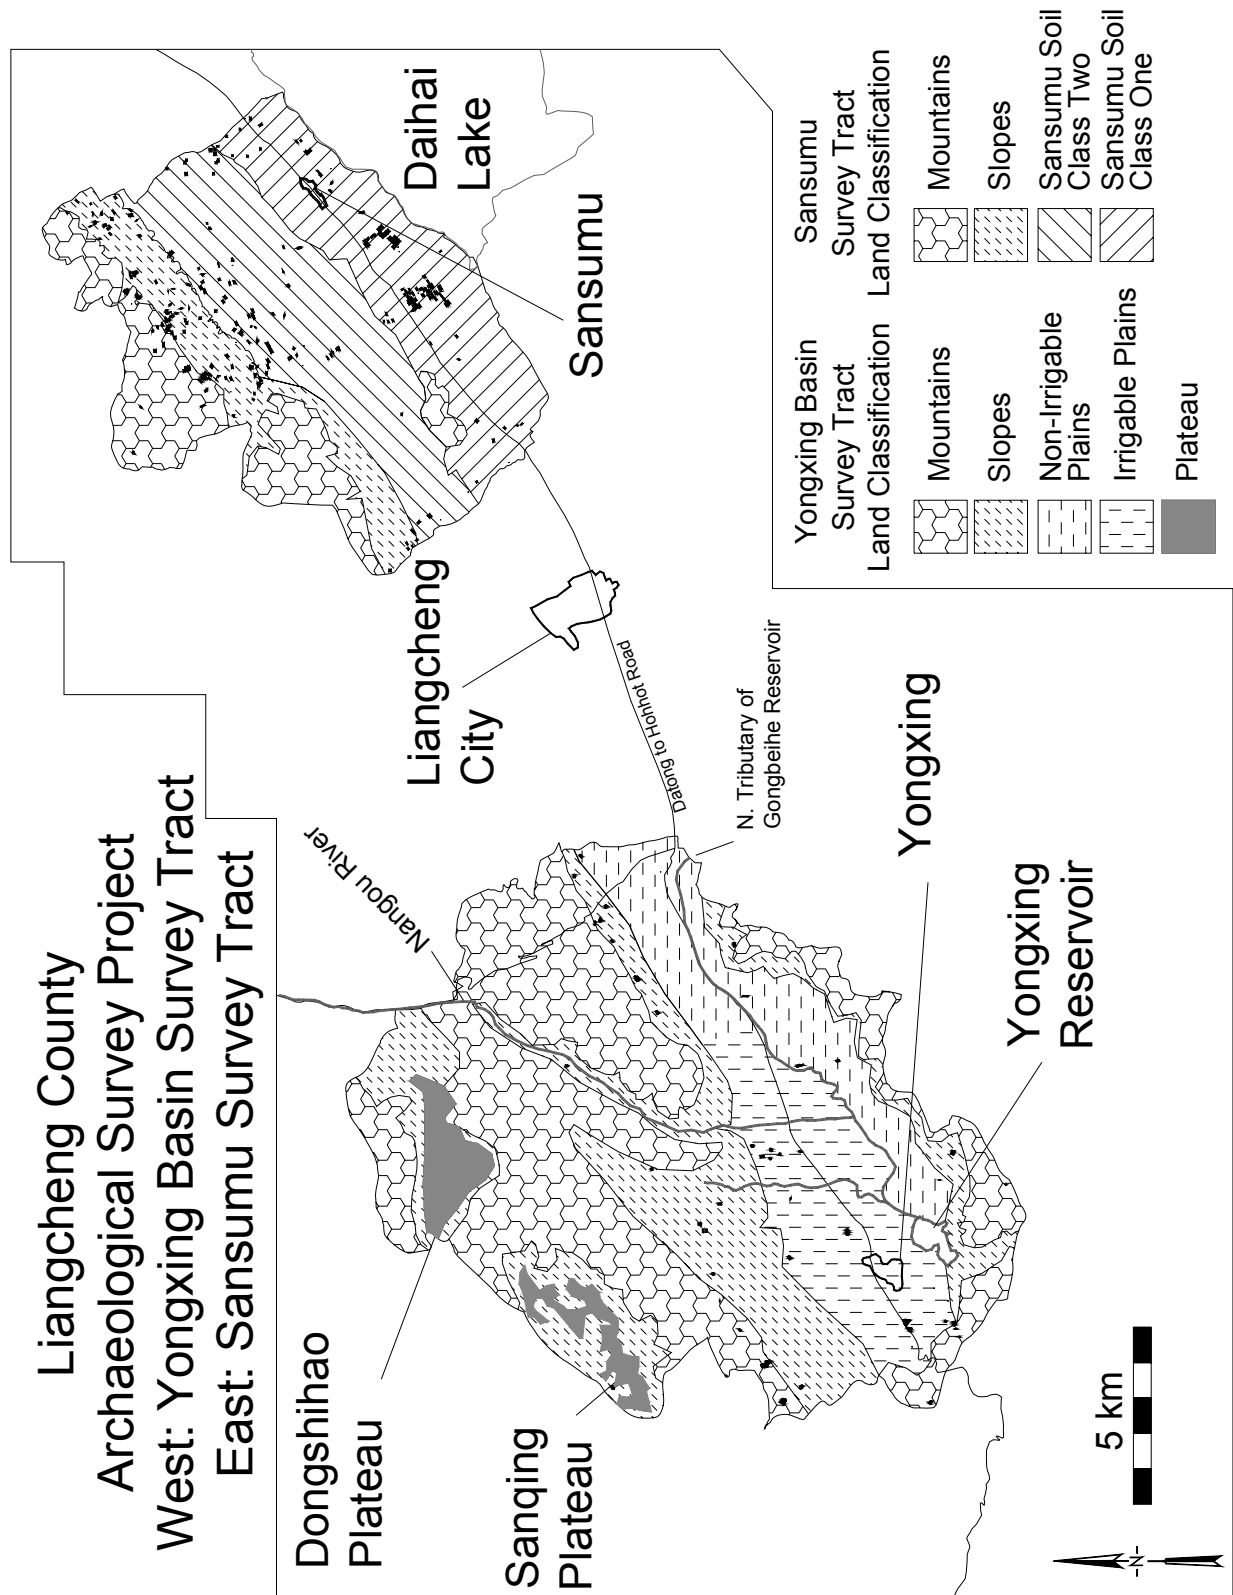 Liangcheng County
Archaeological Survey Project
West: Yongxing Basin Survey Tract
East: Sansumu Survey Tract
Dongshihao
Plateau
Sanqing
Plateau
Nangou River
Liangcheng
City
Daihai
Lake
Sansumu
Datong to Hohhot Road
N. Tributary of
Gongbeihe Reservoir
Yongxing
Yongxing
Reservoir
5 km
N
Yongxing Basin
Survey Tract
Land Classification
Mountains
Slopes
Non-Irrigable
Plains
Irrigable Plains
Plateau
Sansumu
Survey Tract
Land Classification
Mountains
Slopes
Sansumu Soil
Class Two
Sansumu Soil
Class One